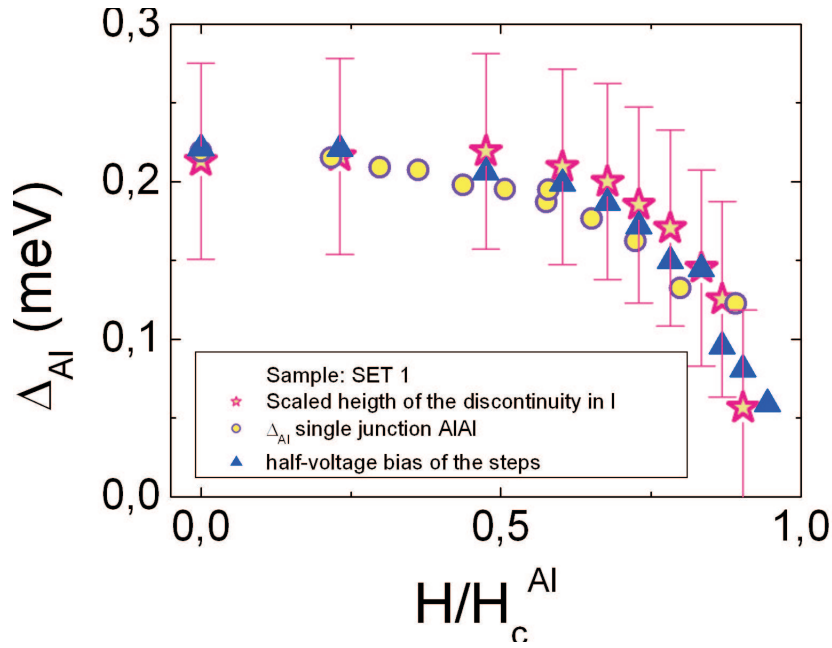 0,3
0,2
0,1
0,0
Δ_Al (meV)
Sample: SET 1
Scaled heigth of the discontinuity in I
Δ_Al single junction AlAl
half-voltage bias of the steps
0,0 0,5 1,0
H/H_c^Al